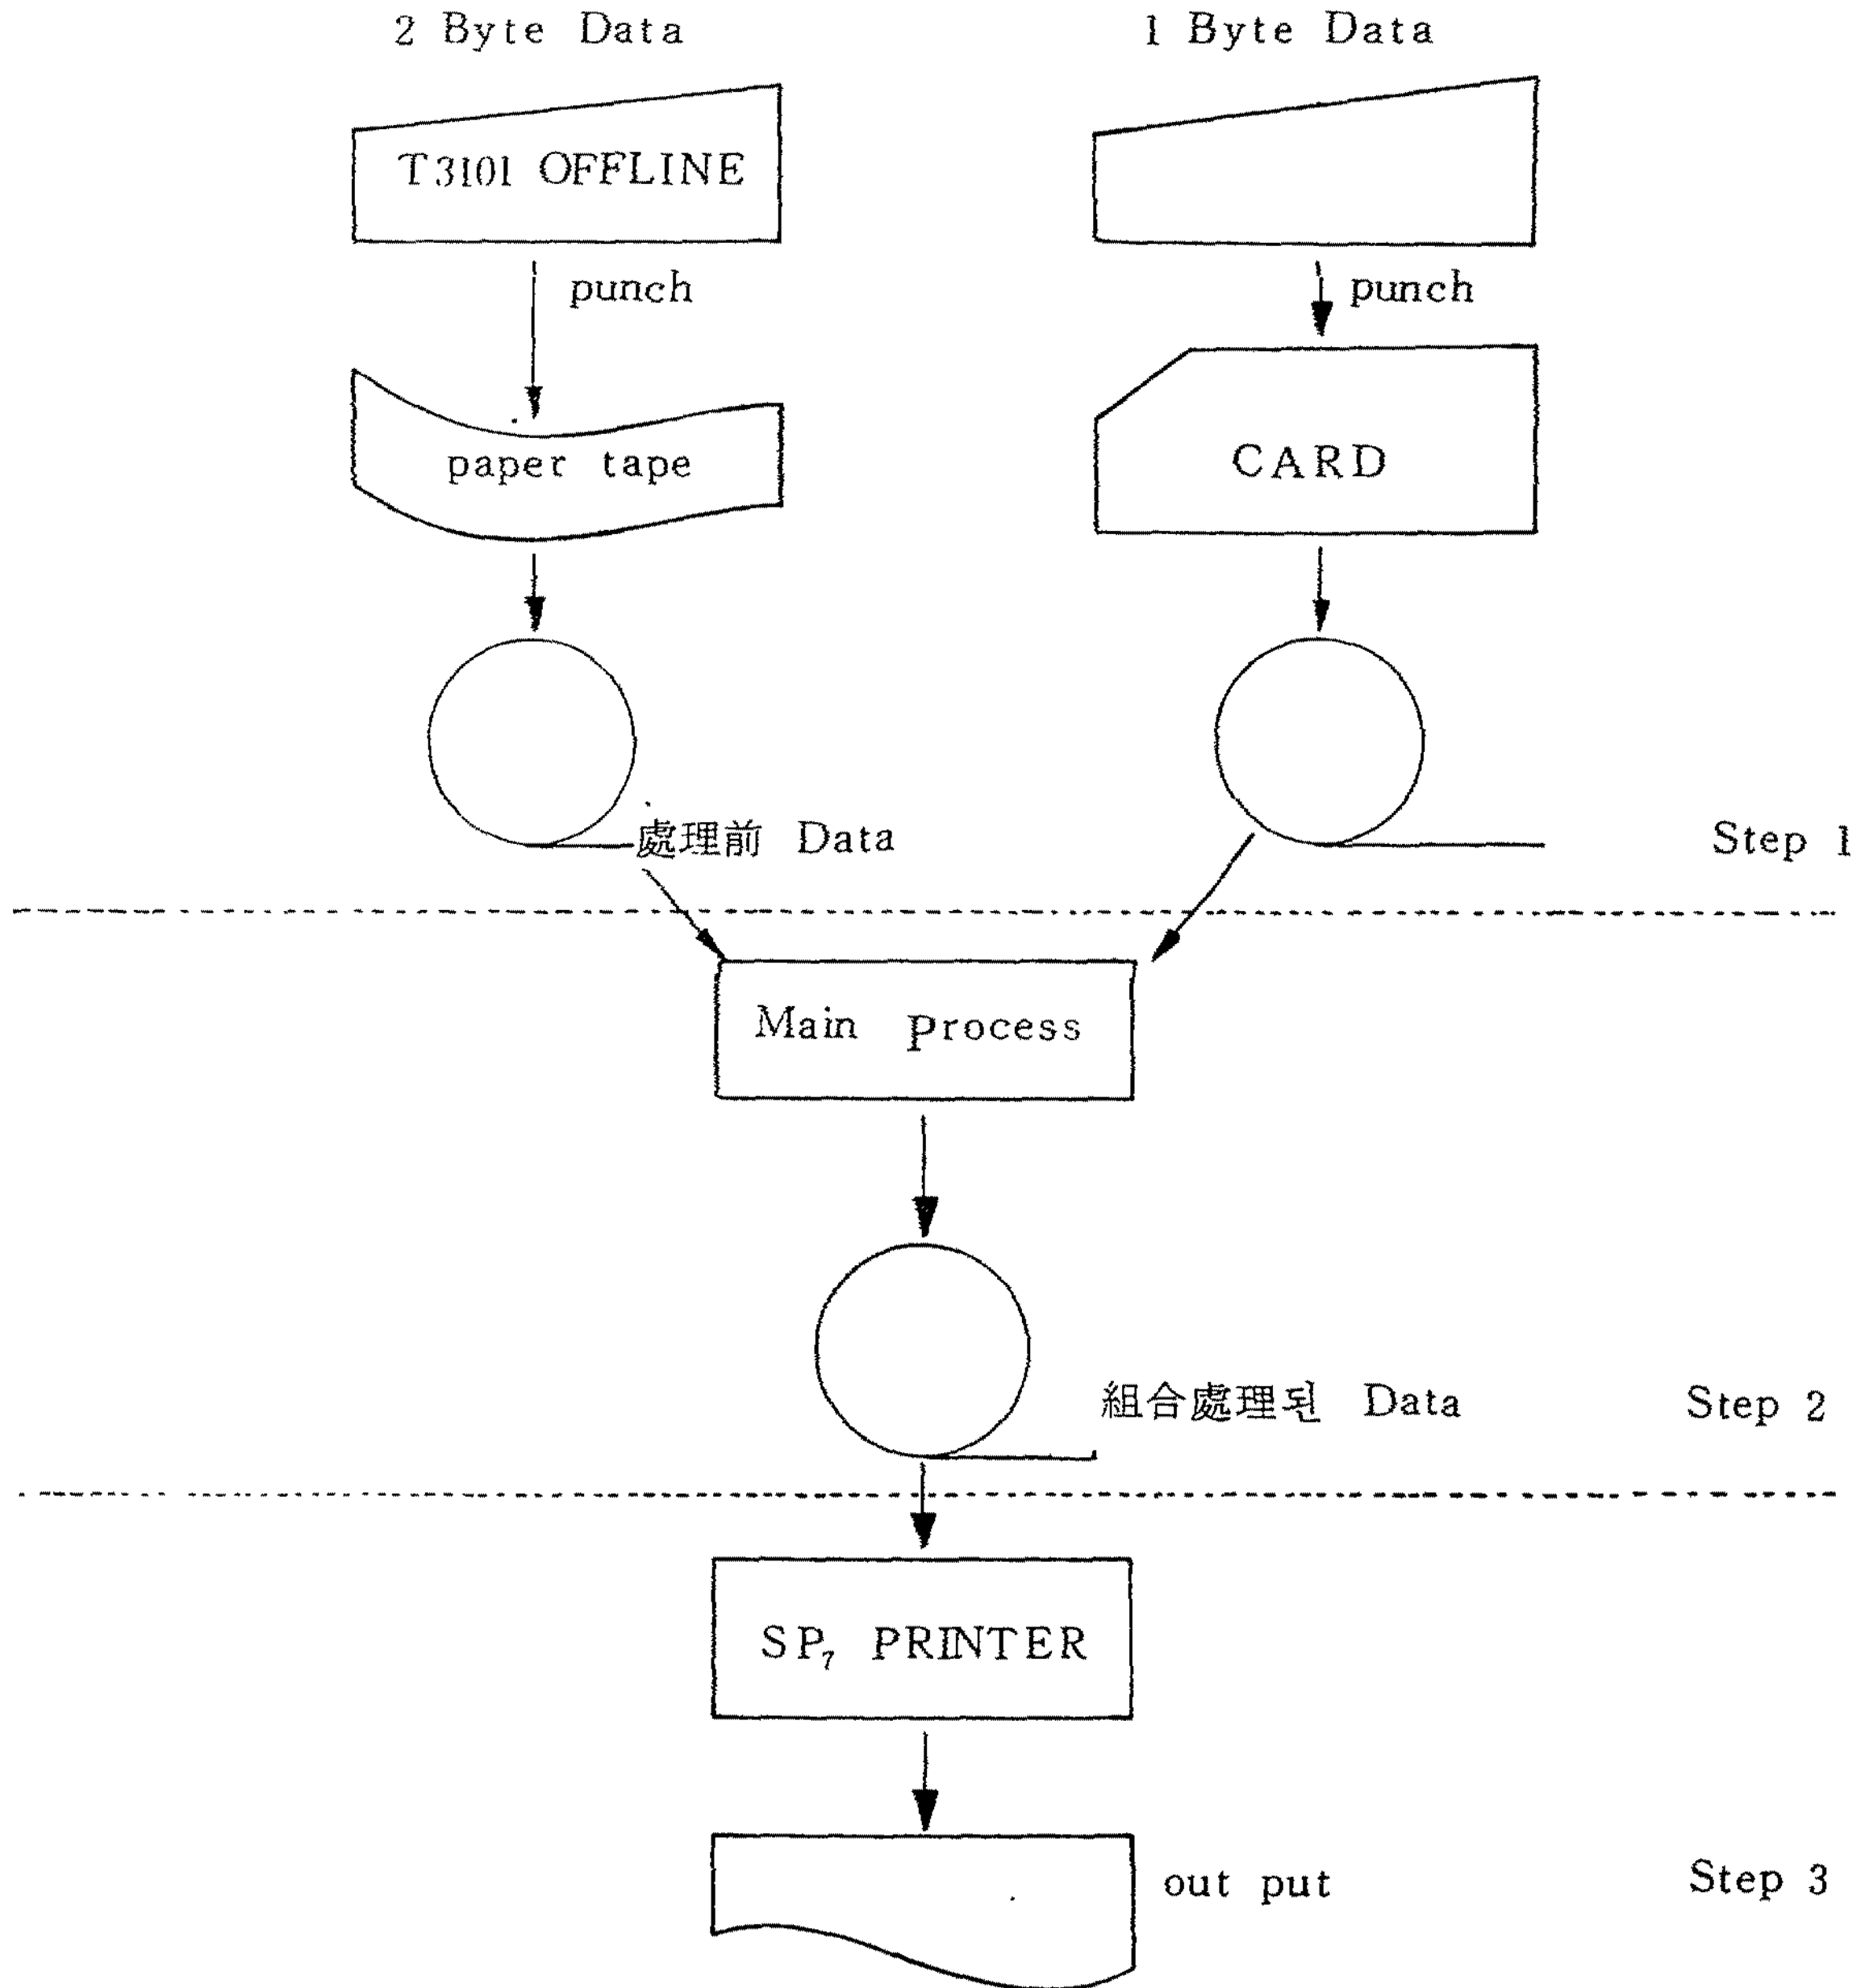 2 Byte Data
1 Byte Data
T3101 OFFLINE
punch
punch
paper tape
CARD
處理前 Data
Step 1
Main Process
組合處理된 Data
Step 2
SP₇ PRINTER
out put
Step 3